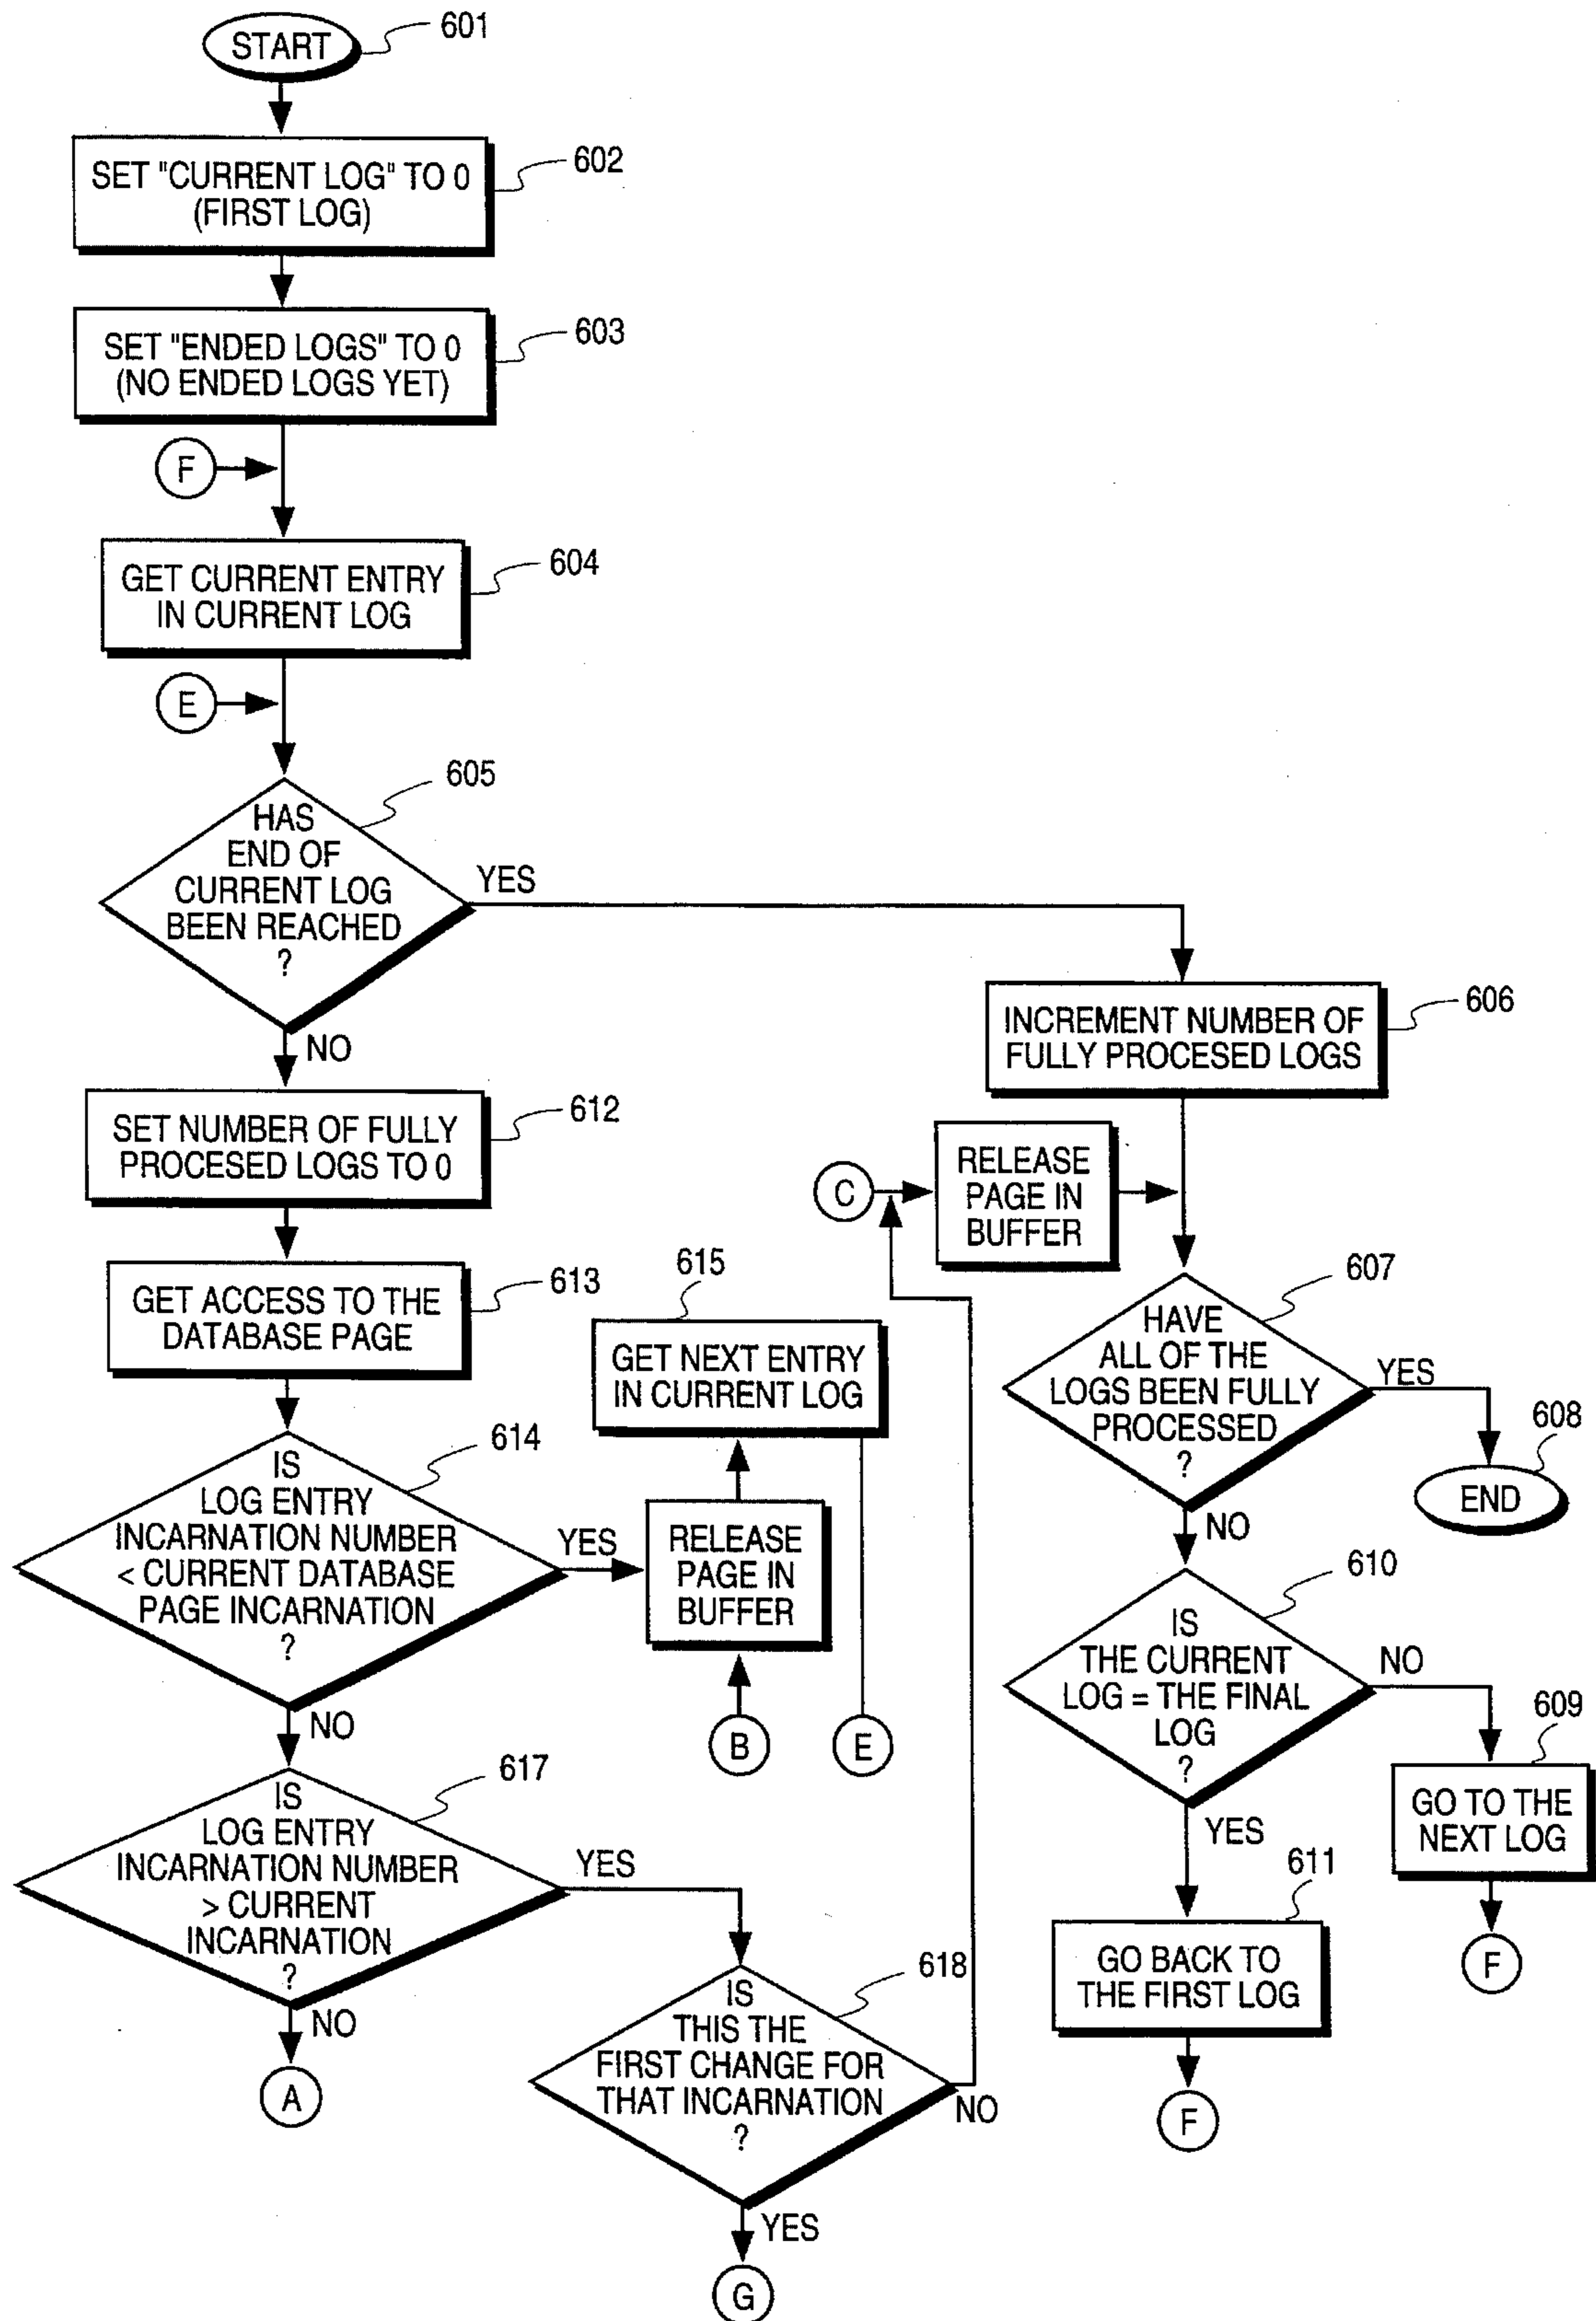 START
601
SET "CURRENT LOG" TO 0
(FIRST LOG)
602
SET "ENDED LOGS" TO 0
(NO ENDED LOGS YET)
603
F
GET CURRENT ENTRY
IN CURRENT LOG
604
E
HAS
END OF
CURRENT LOG
BEEN REACHED
?
605
YES
NO
INCREMENT NUMBER OF
FULLY PROCESED LOGS
606
SET NUMBER OF FULLY
PROCESED LOGS TO 0
612
C
RELEASE
PAGE IN
BUFFER
GET ACCESS TO THE
DATABASE PAGE
613
615
GET NEXT ENTRY
IN CURRENT LOG
607
HAVE
ALL OF THE
LOGS BEEN FULLY
PROCESSED
?
YES
NO
608
END
614
IS
LOG ENTRY
INCARNATION NUMBER
< CURRENT DATABASE
PAGE INCARNATION
?
YES
NO
RELEASE
PAGE IN
BUFFER
B
E
610
IS
THE CURRENT
LOG = THE FINAL
LOG
?
NO
YES
609
GO TO THE
NEXT LOG
F
617
IS
LOG ENTRY
INCARNATION NUMBER
> CURRENT
INCARNATION
?
YES
NO
A
611
GO BACK TO
THE FIRST LOG
F
618
IS
THIS THE
FIRST CHANGE FOR
THAT INCARNATION
?
NO
YES
G